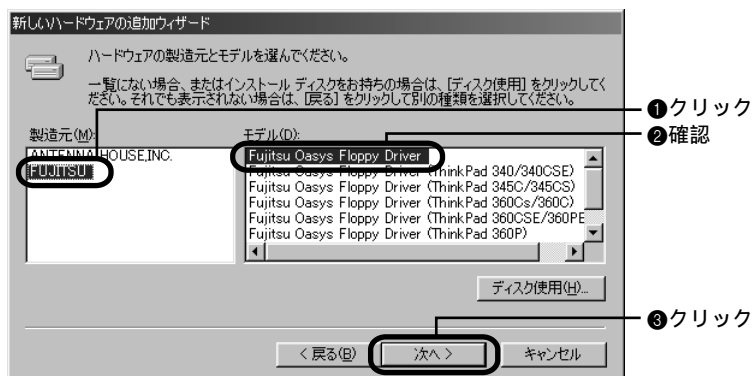 新しいハードウェアの追加ウィザード
ハードウェアの製造元とモデルを選んでください。
一覧にない場合、またはインストール ディスクをお持ちの場合は、[ディスク使用] をクリックしてく
ださい。それでも表示されない場合は、[戻る] をクリックして別の種類を選択してください。
❶クリック
製造元(M):
モデル(D):
❷確認
ANTENNA HOUSE,INC.
FUJITSU
Fujitsu Oasys Floppy Driver
Fujitsu Oasys Floppy Driver (ThinkPad 340/340CSE)
Fujitsu Oasys Floppy Driver (ThinkPad 345C/345CS)
Fujitsu Oasys Floppy Driver (ThinkPad 360Cs/360C)
Fujitsu Oasys Floppy Driver (ThinkPad 360CSE/360PE
Fujitsu Oasys Floppy Driver (ThinkPad 360P)
ディスク使用(H)...
❸クリック
< 戻る(B)
次へ >
キャンセル